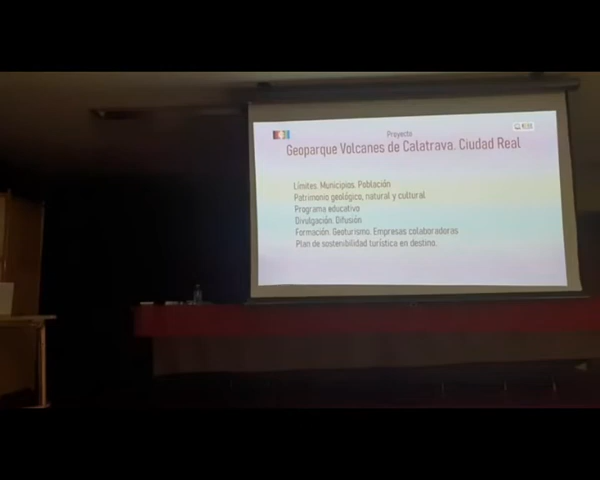 Proyecto
Geoparque Volcanes de Calatrava. Ciudad Real
Límites. Municipios. Población
Patrimonio geológico, natural y cultural
Programa educativo
Divulgación. Difusión
Formación. Geoturismo. Empresas colaboradoras
Plan de sostenibilidad turística en destino.